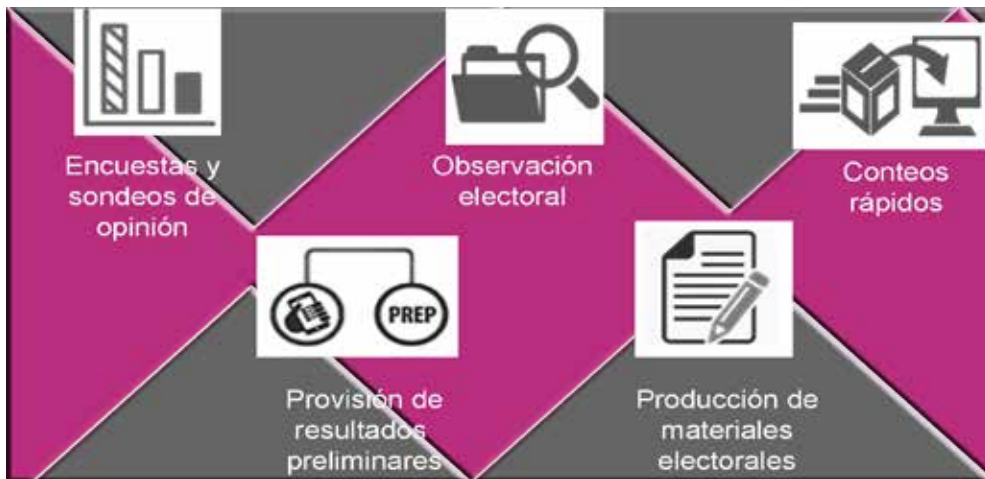 Encuestas y
sondeos de
opinión
Observación
electoral
Conteos
rápidos
PREP
Provisión de
resultados
preliminares
Producción de
materiales
electorales